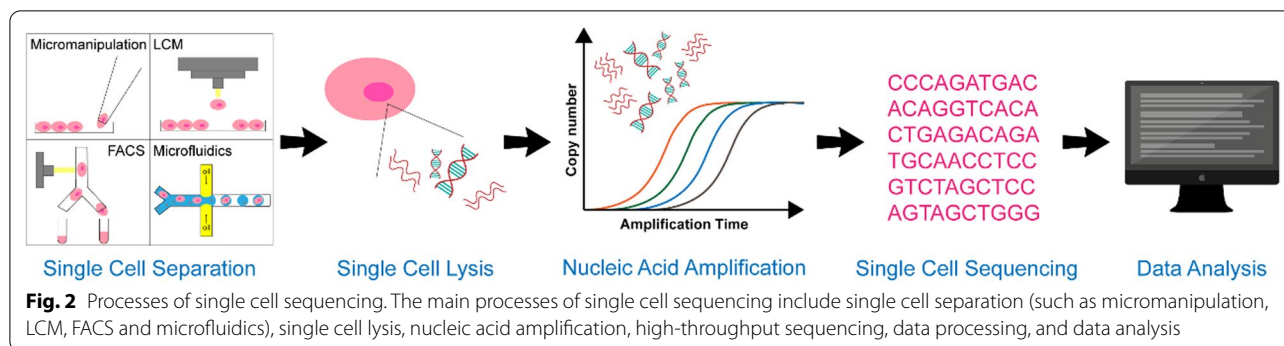 Micromanipulation
LCM
FACS
Microfluidics
oil
oil
Single Cell Separation
Single Cell Lysis
Copy number
Amplification Time
Nucleic Acid Amplification
CCCAGATGAC
ACAGGTCACA
CTGAGACAGA
TGCAACCTCC
GTCTAGCTCC
AGTAGCTGGG
Single Cell Sequencing
Data Analysis
Fig. 2 Processes of single cell sequencing. The main processes of single cell sequencing include single cell separation (such as micromanipulation,
LCM, FACS and microfluidics), single cell lysis, nucleic acid amplification, high-throughput sequencing, data processing, and data analysis